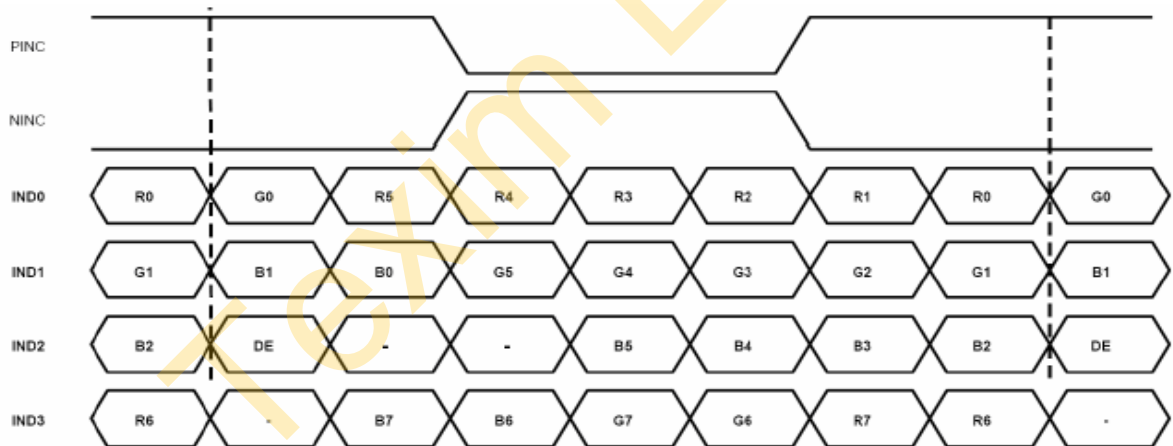 PINC
NINC
IND0 R0 G0 R5 R4 R3 R2 R1 R0 G0
IND1 G1 B1 B0 G5 G4 G3 G2 G1 B1
IND2 B2 DE - - B5 B4 B3 B2 DE
IND3 R6 - B7 B6 G7 G6 R7 R6 -
Texim